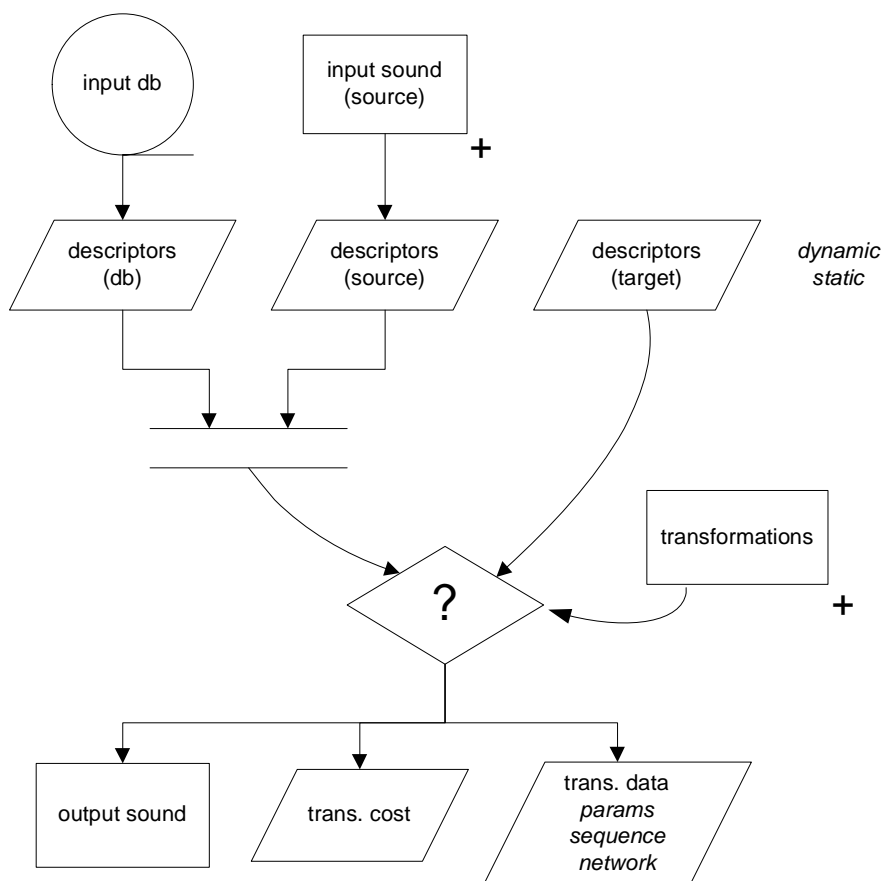 input db
input sound
(source)
+
descriptors
(db)
descriptors
(source)
descriptors
(target)
dynamic
static
transformations
+
?
output sound
trans. cost
trans. data
params
sequence
network